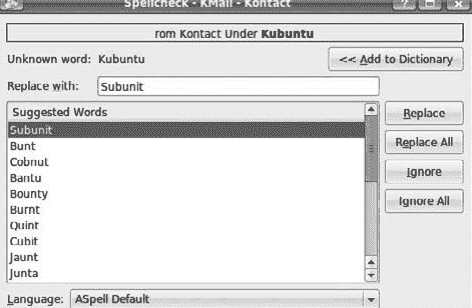 Spellcheck - KMail - Kontact
rom Kontact Under Kubuntu
Unknown word: Kubuntu
<< Add to Dictionary
Replace with: Subunit
Suggested Words
Replace
Subunit
Bunt
Replace All
Cobnut
Bantu
Ignore
Bounty
Burnt
Ignore All
Quint
Cubit
Jaunt
Junta
Language: ASpell Default